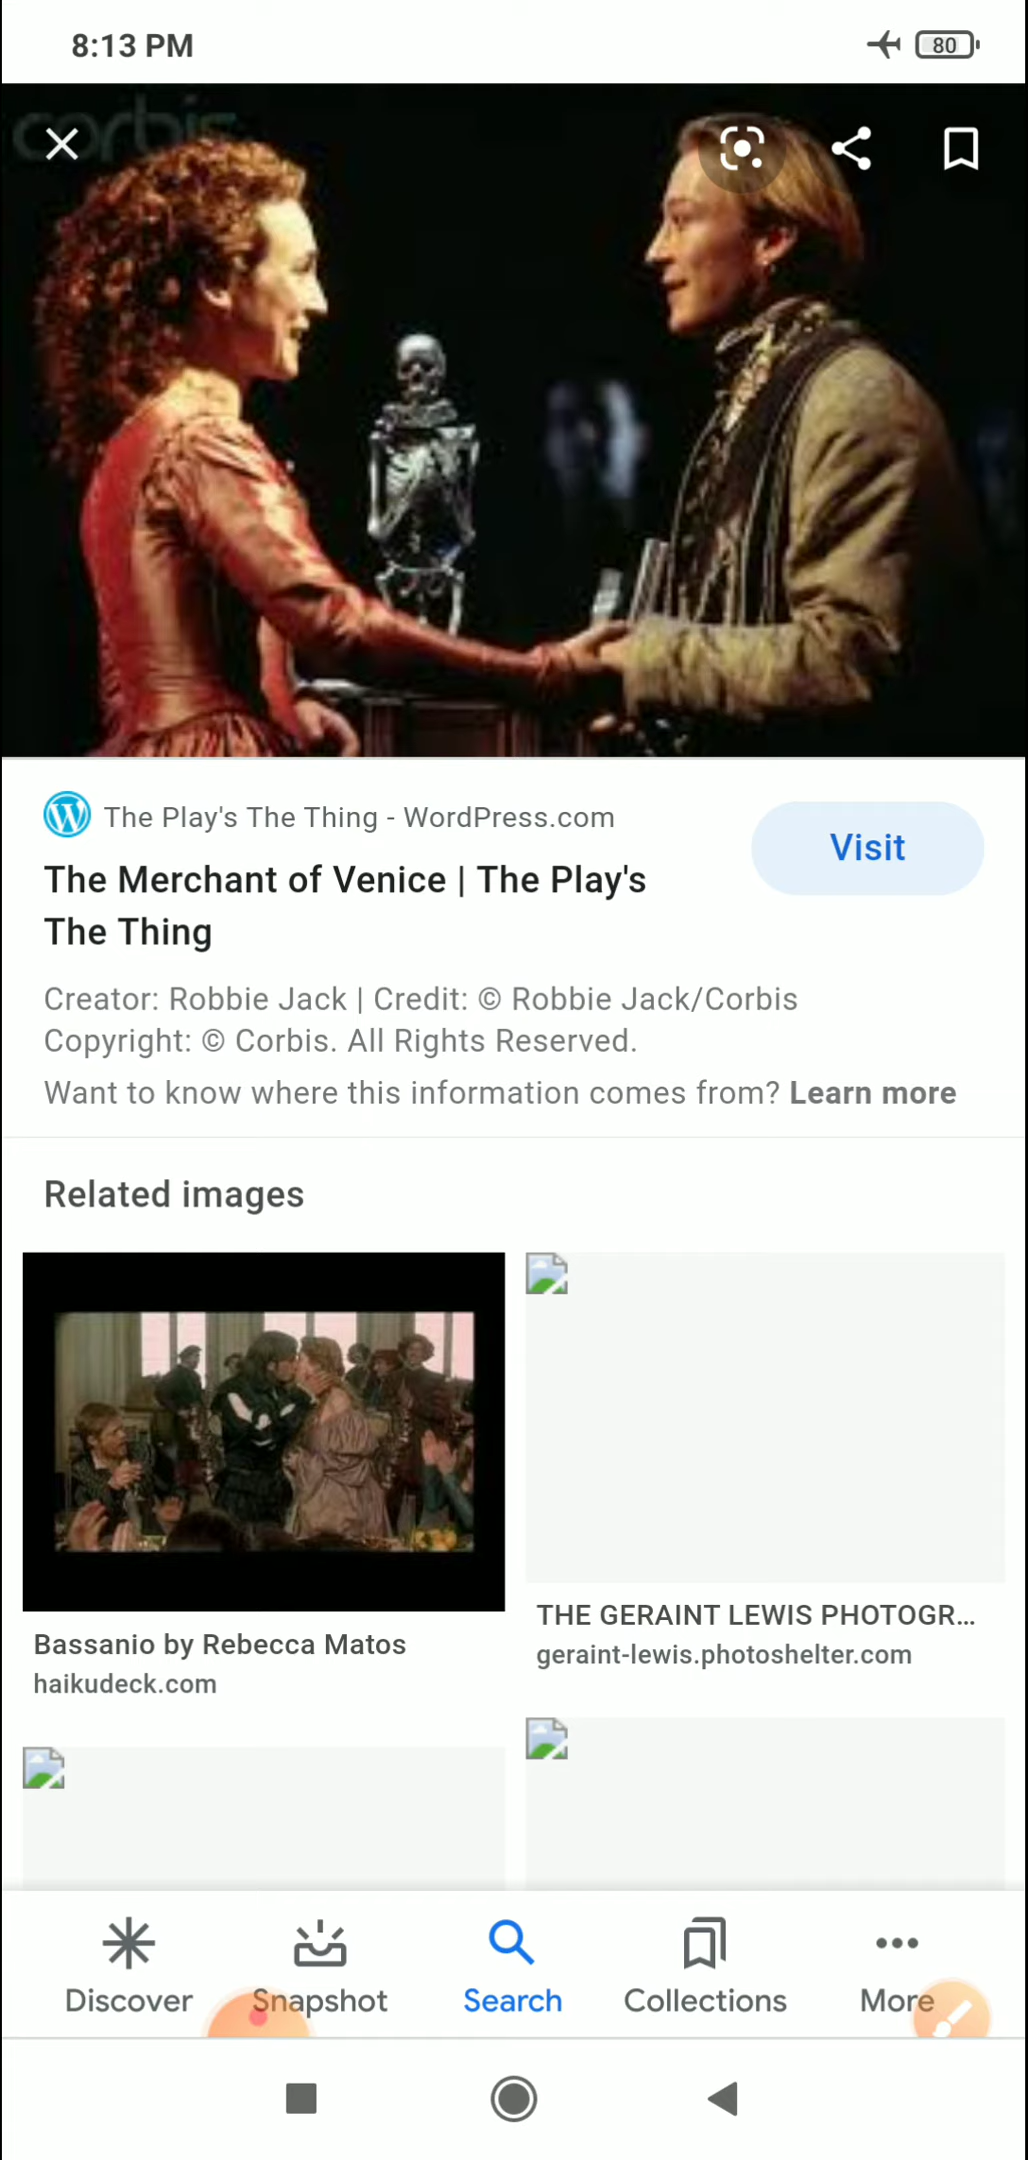 8:13 PM
80
corbis
The Play's The Thing - WordPress.com
Visit
The Merchant of Venice | The Play's
The Thing
Creator: Robbie Jack | Credit: © Robbie Jack/Corbis
Copyright: © Corbis. All Rights Reserved.
Want to know where this information comes from? Learn more
Related images
Bassanio by Rebecca Matos
haikudeck.com
THE GERAINT LEWIS PHOTOGR...
geraint-lewis.photoshelter.com
Discover
Snapshot
Search
Collections
More